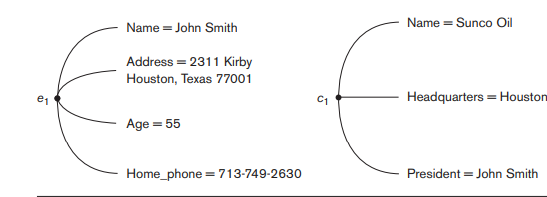 e1
Name = John Smith
Address = 2311 Kirby
Houston, Texas 77001
Age = 55
Home_phone = 713-749-2630
c1
Name = Sunco Oil
Headquarters = Houston
President = John Smith